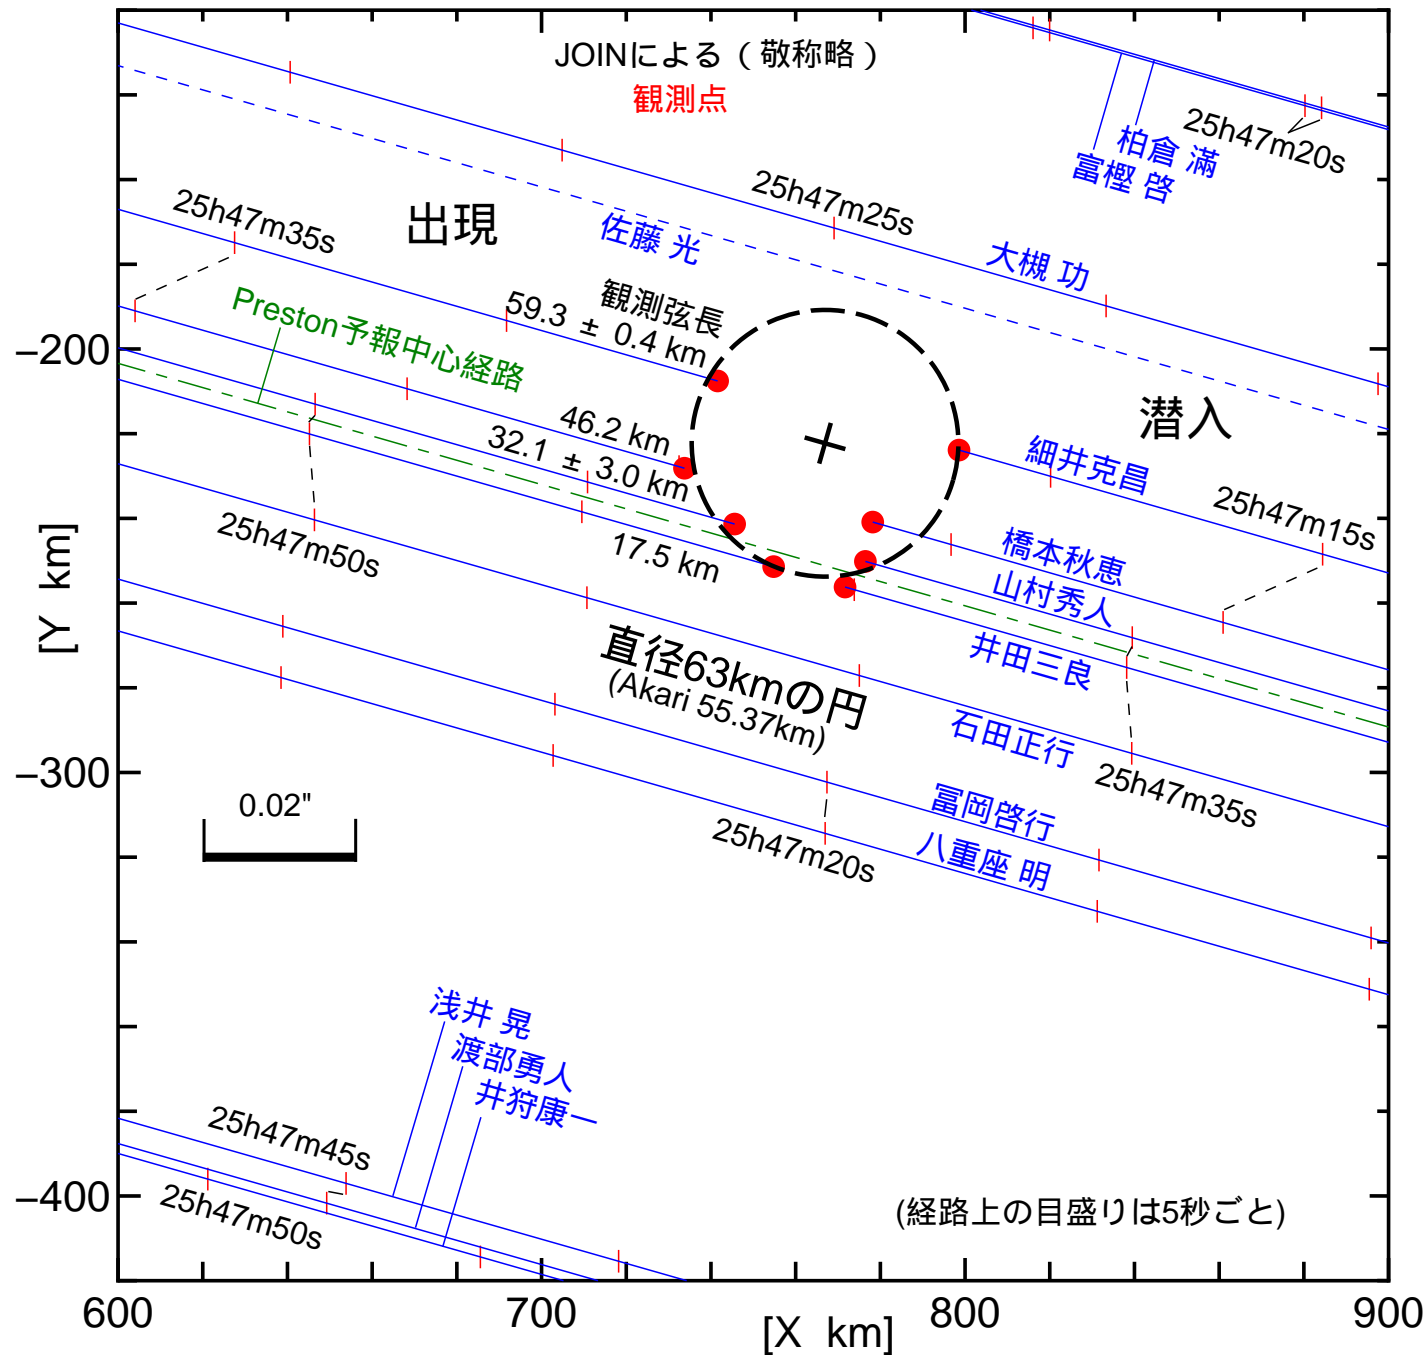 JOINによる（敬称略）
観測点
25h47m20s
柏倉 滿
富樫 啓
25h47m25s
25h47m35s
出現
佐藤 光
大槻 功
観測弦長
59.3 ± 0.4 km
Preston予報中心経路
−200
潜入
46.2 km
細井克昌
32.1 ± 3.0 km
25h47m15s
25h47m50s
17.5 km
橋本秋恵
山村秀人
[Y km]
井田三良
直径63kmの円
(Akari 55.37km)
石田正行
−300
25h47m35s
0.02"
冨岡啓行
25h47m20s
八重座 明
浅井 晃
渡部勇人
井狩康一
25h47m45s
−400
25h47m50s
(経路上の目盛りは5秒ごと)
600
700
800
900
[X km]